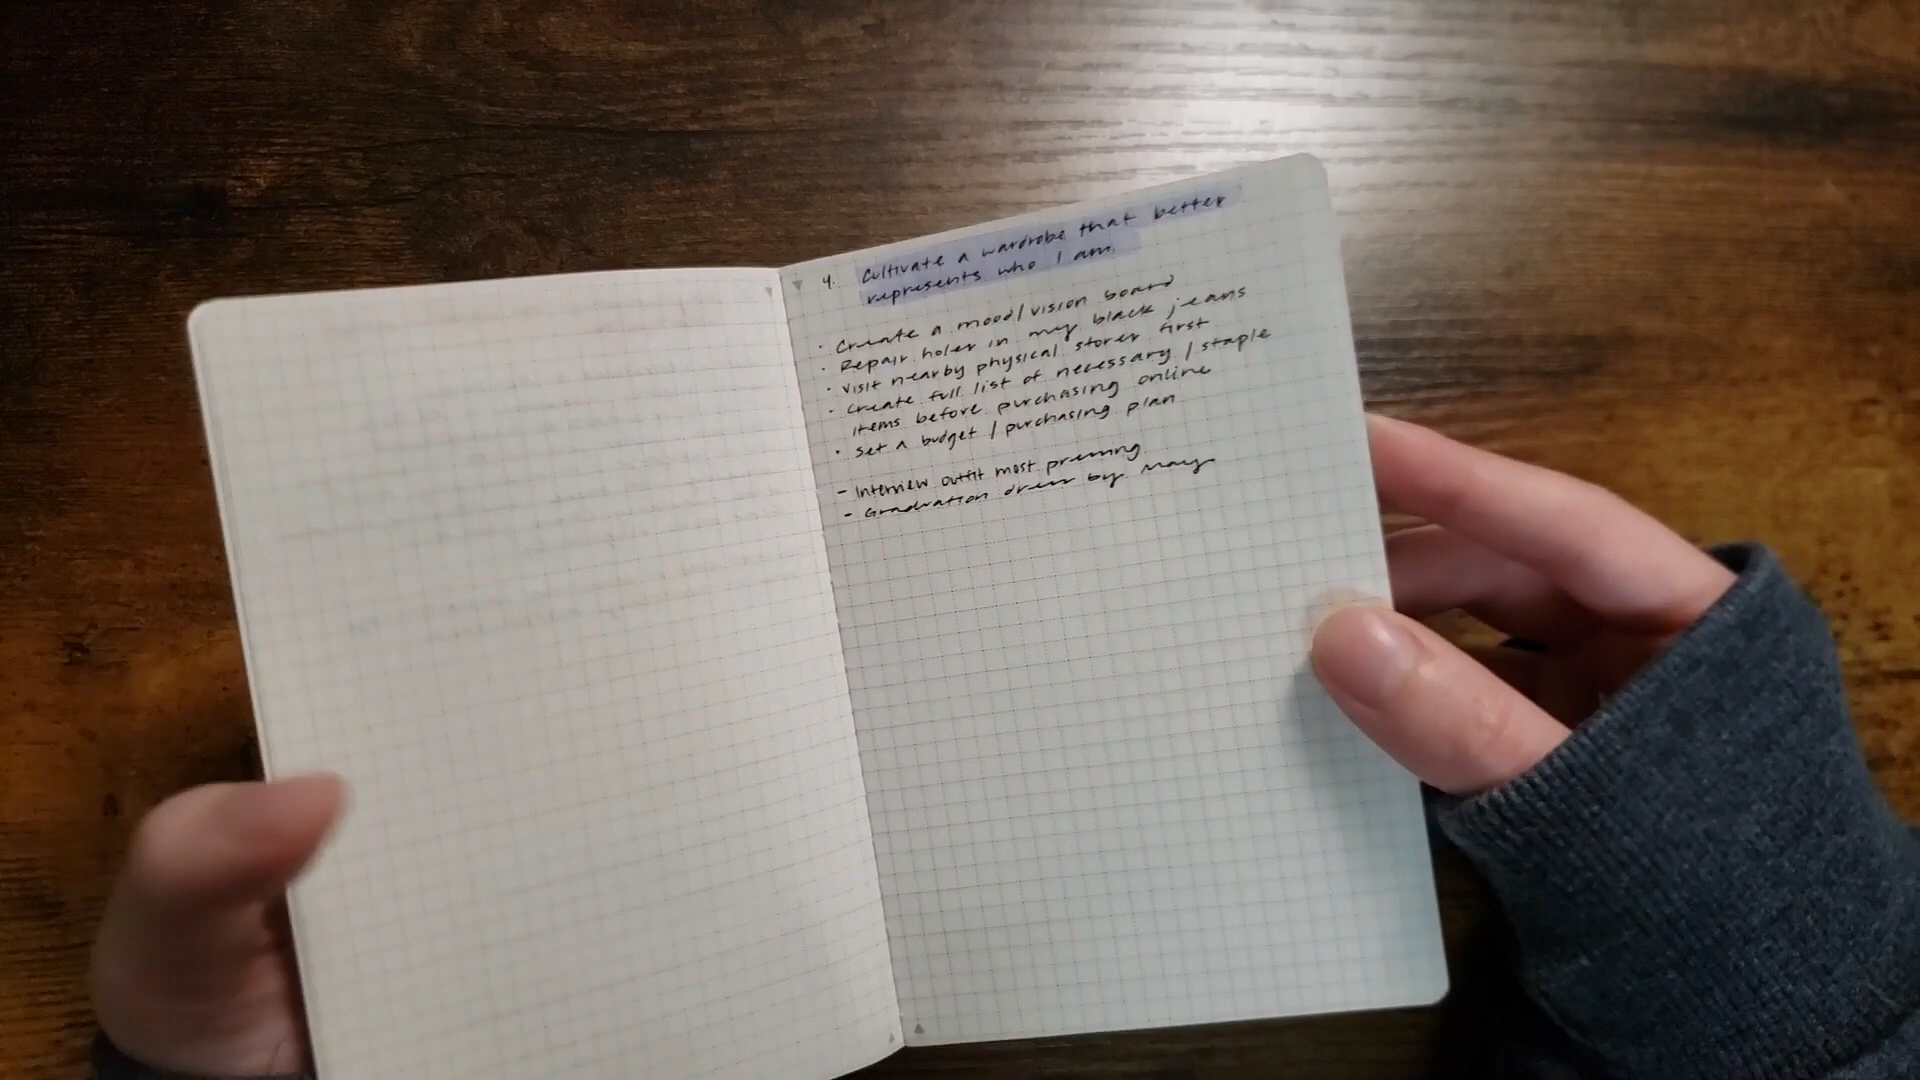 4. Cultivate a wardrobe that better
represents who I am.
· Create a mood/vision board
· Repair holes in my black jeans
· Visit nearby physical stores first
· Create full list of necessary / staple
items before purchasing online
· Set a budget / purchasing plan
- Interview outfit most pressing
- Graduation dress by May